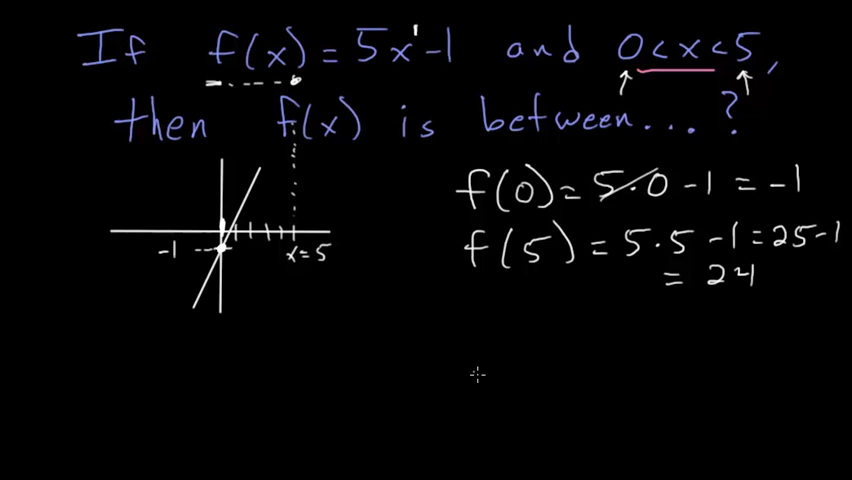 If f(x) = 5x¹-1 and 0<x<5,
then f(x) is between...?
f(0) = 5·0 -1 = -1
-1
x=5
f(5) = 5·5 -1 = 25-1
= 24